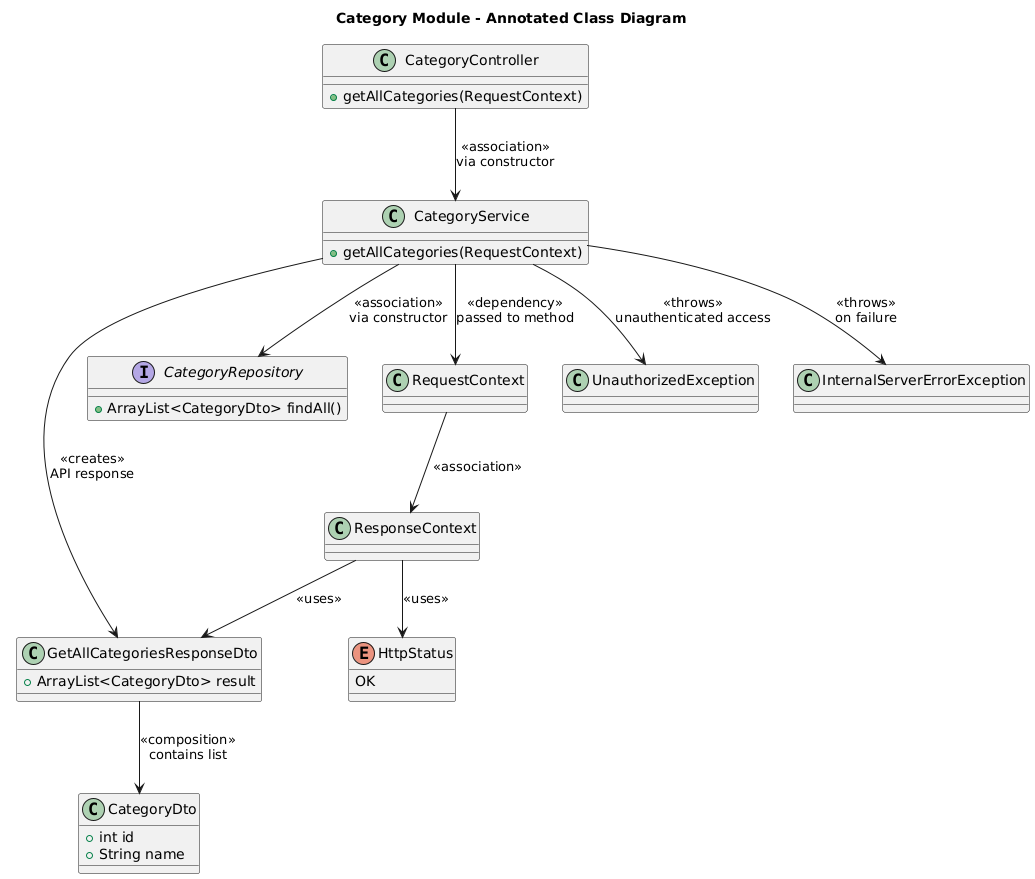 Category Module - Annotated Class Diagram
C CategoryController
getAllCategories(RequestContext)
«association»
via constructor
C CategoryService
getAllCategories(RequestContext)
«association»
via constructor
«dependency»
passed to method
«throws»
unauthenticated access
«throws»
on failure
I CategoryRepository
ArrayList<CategoryDto> findAll()
C RequestContext
C UnauthorizedException
C InternalServerErrorException
«creates»
API response
«association»
C ResponseContext
«uses»
«uses»
C GetAllCategoriesResponseDto
ArrayList<CategoryDto> result
E HttpStatus
OK
«composition»
contains list
C CategoryDto
int id
String name